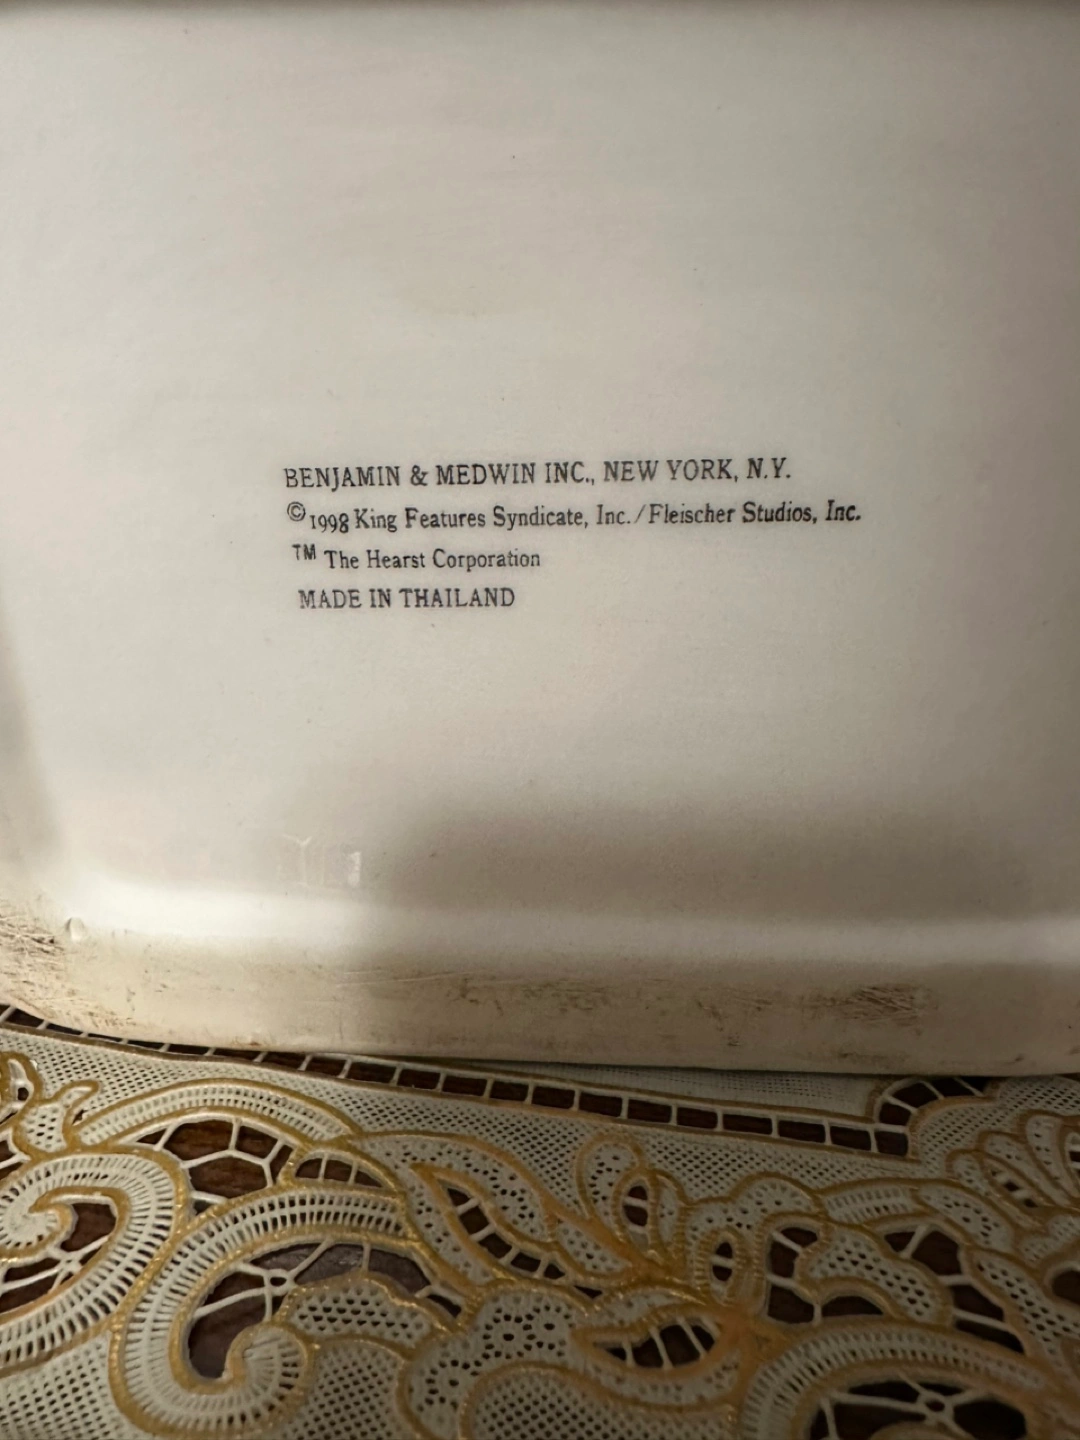 BENJAMIN & MEDWIN INC., NEW YORK, N.Y.
© 1998 King Features Syndicate, Inc./Fleischer Studios, Inc.
™ The Hearst Corporation
MADE IN THAILAND